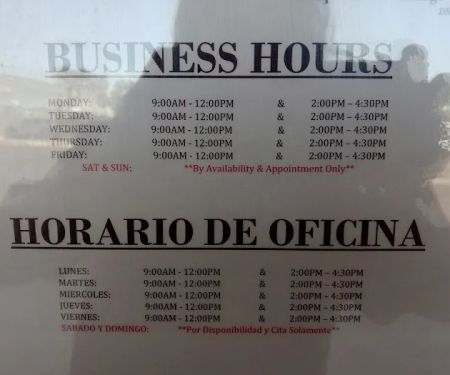 BUSINESS HOURS
MONDAY: 9:00AM - 12:00PM & 2:00PM – 4:30PM
TUESDAY: 9:00AM - 12:00PM & 2:00PM – 4:30PM
WEDNESDAY: 9:00AM - 12:00PM & 2:00PM – 4:30PM
THURSDAY: 9:00AM - 12:00PM & 2:00PM – 4:30PM
FRIDAY: 9:00AM - 12:00PM & 2:00PM – 4:30PM
SAT & SUN: **By Availability & Appointment Only**
HORARIO DE OFICINA
LUNES: 9:00AM - 12:00PM & 2:00PM – 4:30PM
MARTES: 9:00AM - 12:00PM & 2:00PM – 4:30PM
MIERCOLES: 9:00AM - 12:00PM & 2:00PM – 4:30PM
JUEVES: 9:00AM - 12:00PM & 2:00PM – 4:30PM
VIERNES: 9:00AM - 12:00PM & 2:00PM – 4:30PM
SABADO Y DOMINGO: **Por Disponibilidad y Cita Solamente**